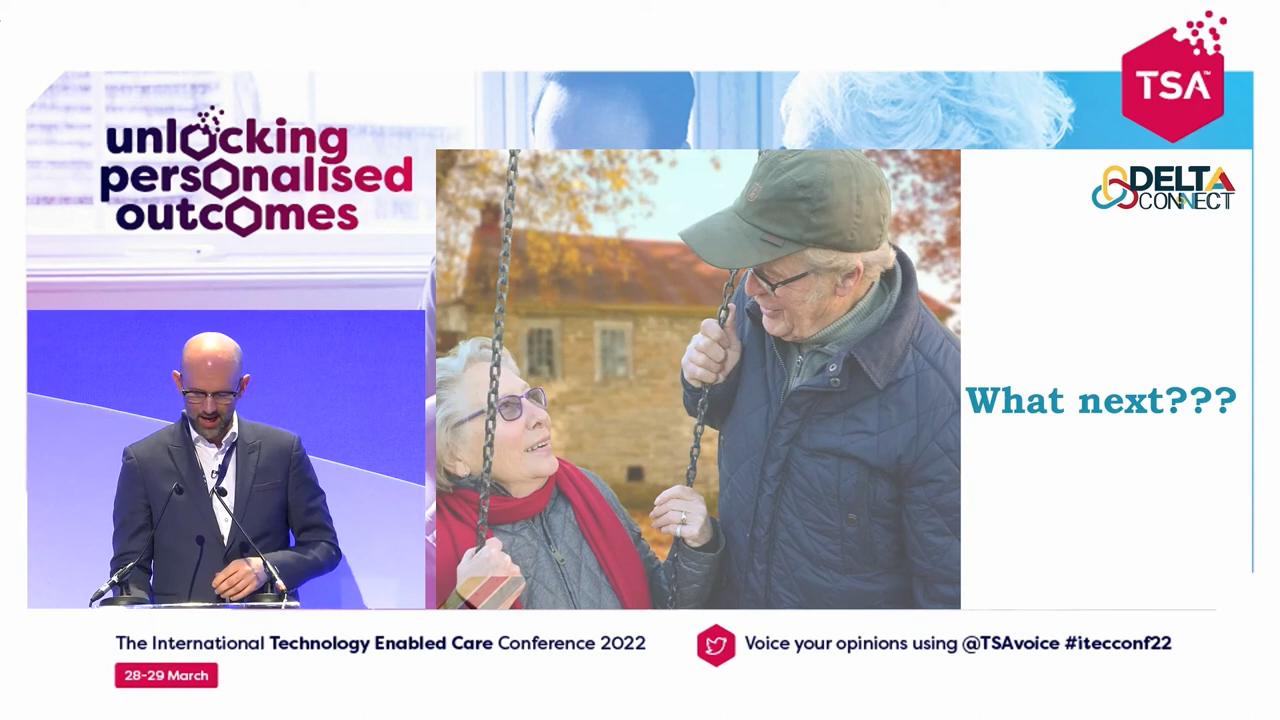 TSA™
unlocking
personalised
outcomes
DELTA
CONNECT
What next???
The International Technology Enabled Care Conference 2022
Voice your opinions using @TSAvoice #itecconf22
28-29 March